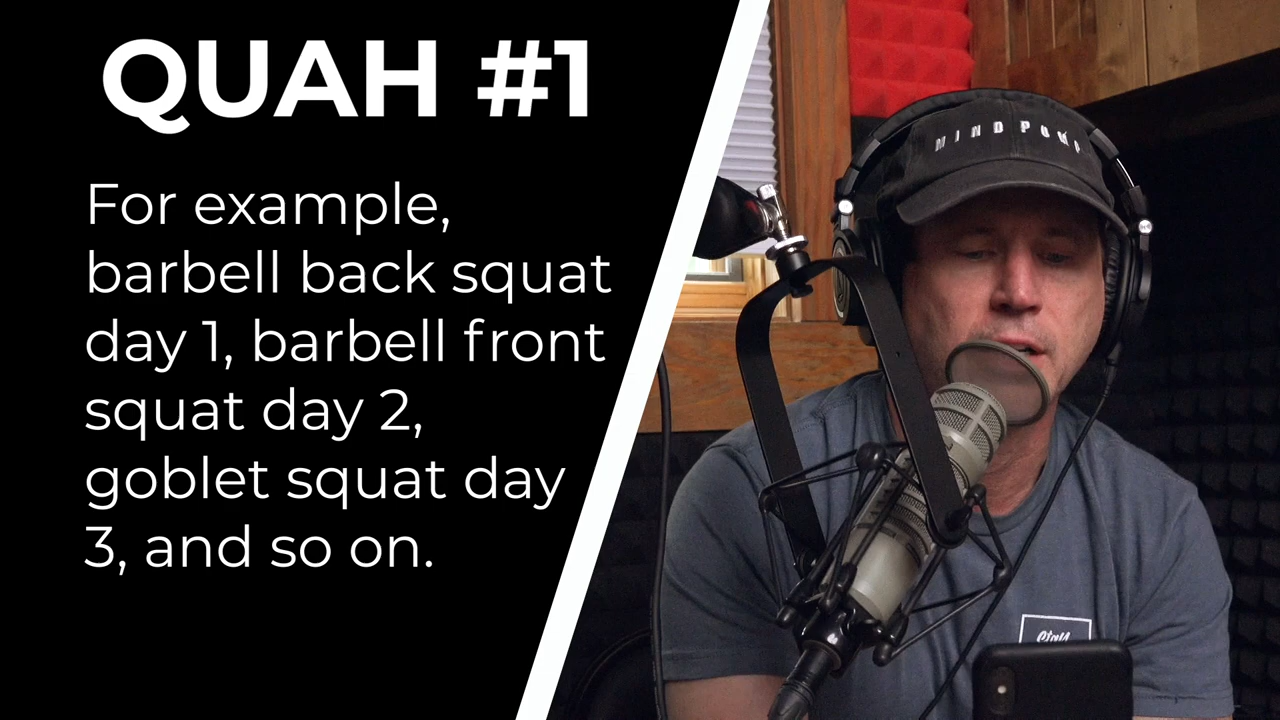 QUAH #1
For example,
barbell back squat
day 1, barbell front
squat day 2,
goblet squat day
3, and so on.
MIND PUMP
Stay